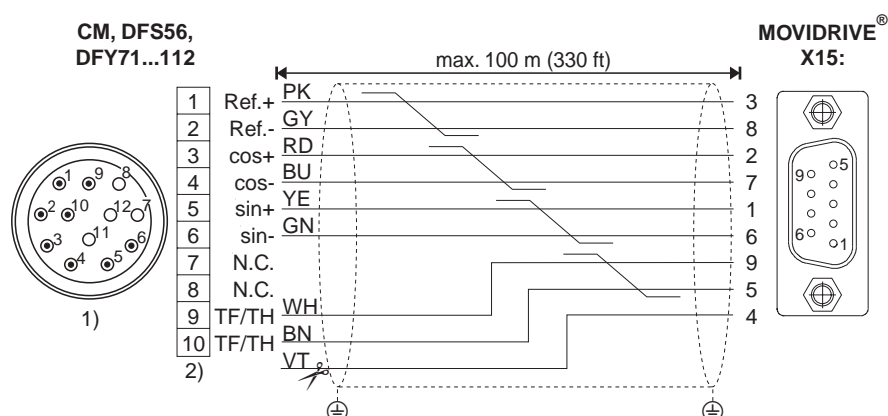 CM, DFS56,
DFY71...112
MOVIDRIVE®
X15:
max. 100 m (330 ft)
1 Ref.+ PK 3
2 Ref.- GY 8
3 cos+ RD 2
4 cos- BU 7
5 sin+ YE 1
6 sin- GN 6
7 N.C. 9
8 N.C. 5
9 TF/TH WH 4
10 TF/TH BN
VT
1 9 8
2 10 12 7
3 11 6
4 5
1)
2)
5
9
6
1